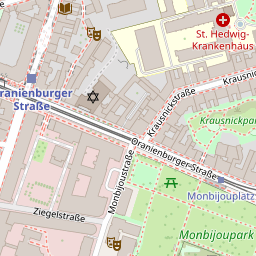 St. Hedwig-
Krankenhaus
Krausnickstraße
Krausnickpark
Oranienburger
Straße
Oranienburger-Straße
Monbijouplatz
Monbijoustraße
Ziegelstraße
Monbijoupark